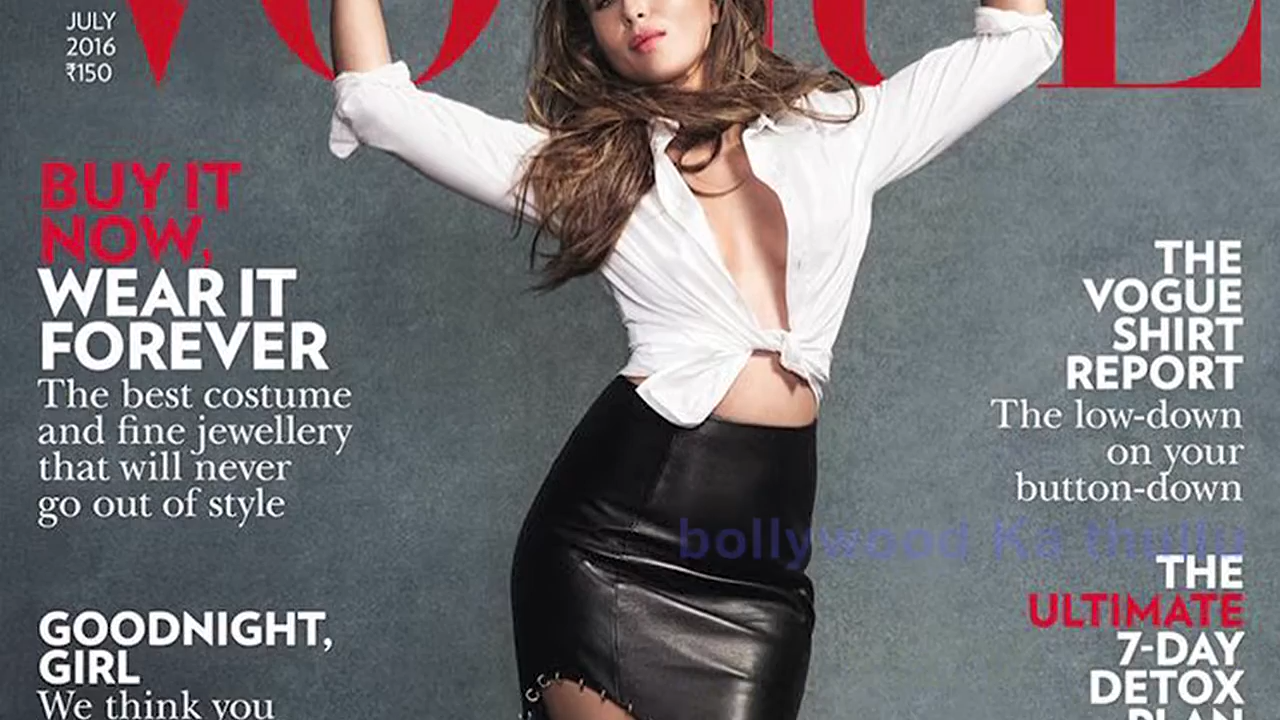 VOGUE
JULY
2016
₹150
BUY IT
NOW,
WEAR IT
FOREVER
The best costume
and fine jewellery
that will never
go out of style
GOODNIGHT,
GIRL
We think you
THE
VOGUE
SHIRT
REPORT
The low-down
on your
button-down
bollywood Ka thullu
THE
ULTIMATE
7-DAY
DETOX
PLAN